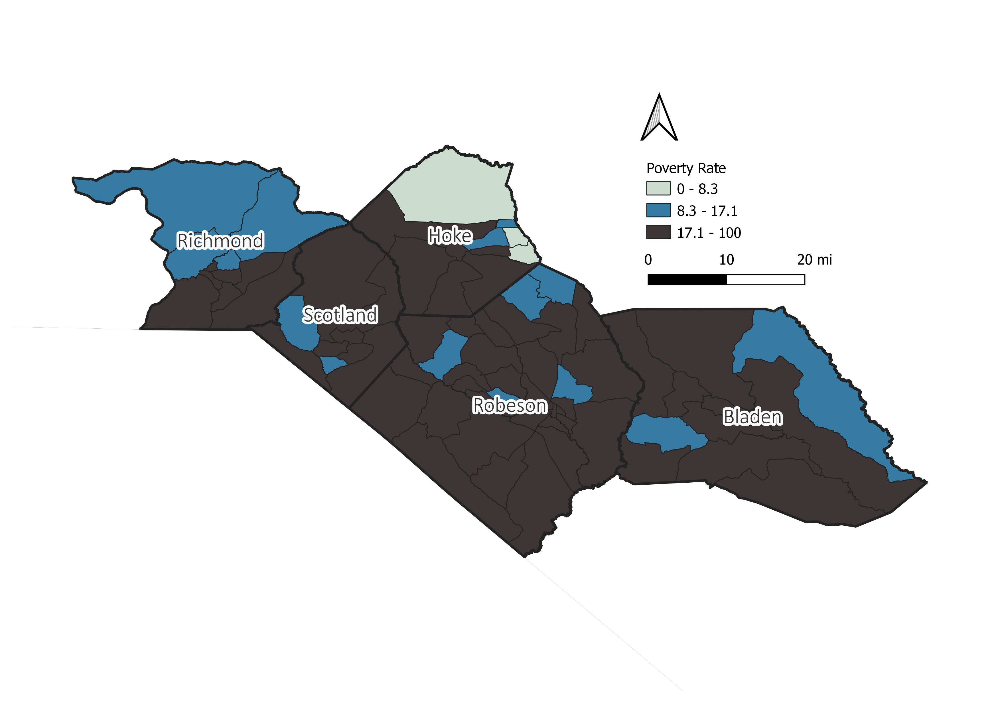 Poverty Rate
0 - 8.3
8.3 - 17.1
17.1 - 100
0 10 20 mi
Richmond
Hoke
Scotland
Robeson
Bladen